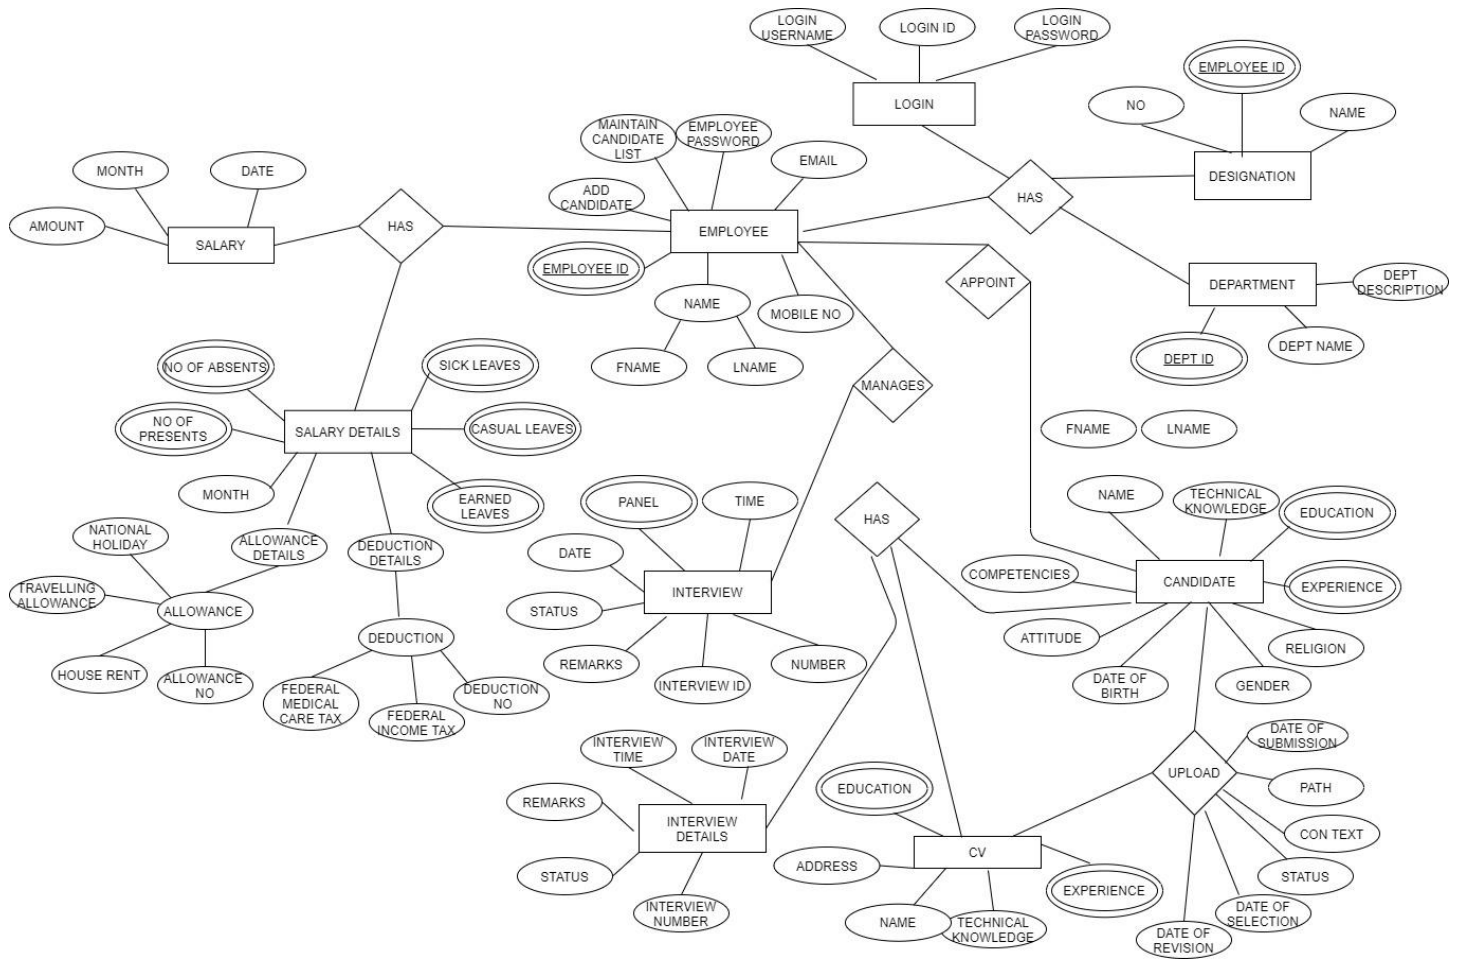 LOGIN
USERNAME
LOGIN ID
LOGIN
PASSWORD
LOGIN
EMPLOYEE ID
NO
NAME
DESIGNATION
MAINTAIN
CANDIDATE
LIST
EMPLOYEE
PASSWORD
EMAIL
ADD
CANDIDATE
EMPLOYEE
EMPLOYEE ID
NAME
MOBILE NO
FNAME
LNAME
MONTH
DATE
AMOUNT
SALARY
HAS
HAS
APPOINT
MANAGES
DEPARTMENT
DEPT
DESCRIPTION
DEPT ID
DEPT NAME
NO OF ABSENTS
SICK LEAVES
NO OF
PRESENTS
SALARY DETAILS
CASUAL LEAVES
MONTH
EARNED
LEAVES
NATIONAL
HOLIDAY
ALLOWANCE
DETAILS
DEDUCTION
DETAILS
TRAVELLING
ALLOWANCE
ALLOWANCE
HOUSE RENT
ALLOWANCE
NO
DEDUCTION
FEDERAL
MEDICAL
CARE TAX
FEDERAL
INCOME TAX
DEDUCTION
NO
PANEL
TIME
DATE
STATUS
INTERVIEW
REMARKS
INTERVIEW ID
NUMBER
HAS
FNAME
LNAME
NAME
TECHNICAL
KNOWLEDGE
EDUCATION
COMPETENCIES
CANDIDATE
EXPERIENCE
ATTITUDE
DATE OF
BIRTH
GENDER
RELIGION
INTERVIEW
TIME
INTERVIEW
DATE
REMARKS
INTERVIEW
DETAILS
STATUS
INTERVIEW
NUMBER
EDUCATION
ADDRESS
CV
NAME
TECHNICAL
KNOWLEDGE
EXPERIENCE
UPLOAD
DATE OF
SUBMISSION
PATH
CON TEXT
STATUS
DATE OF
SELECTION
DATE OF
REVISION